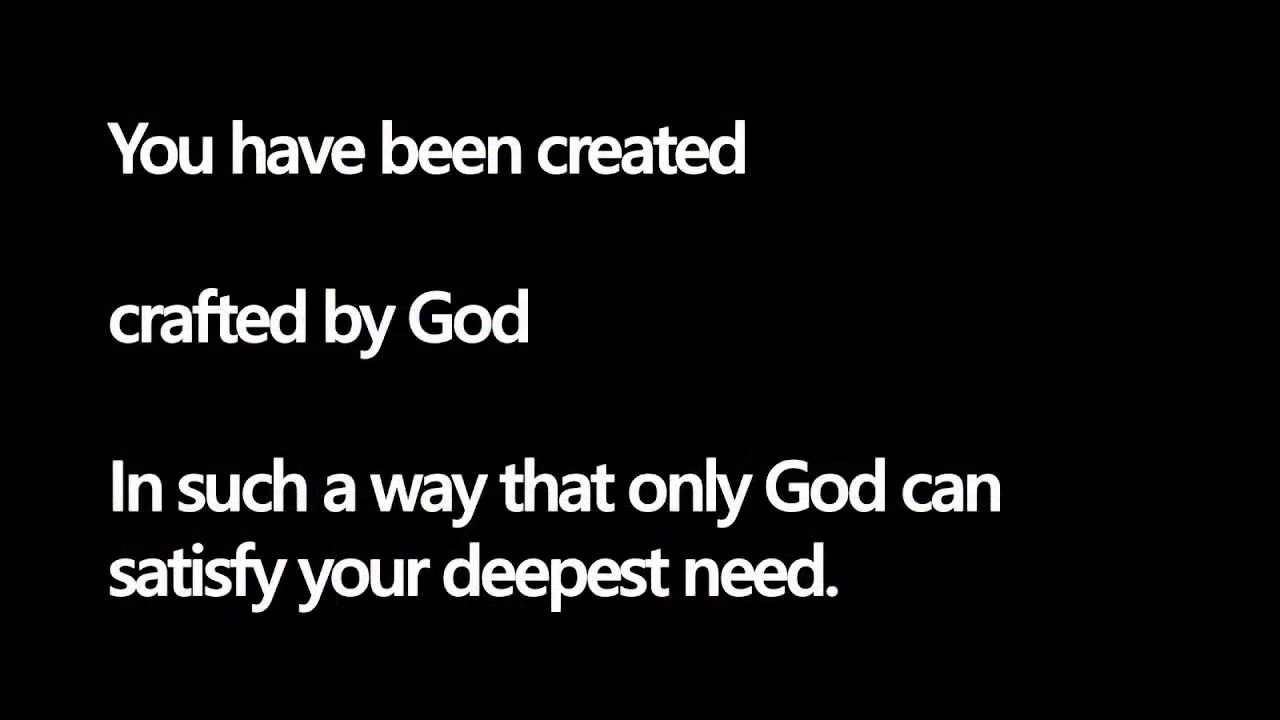 You have been created
crafted by God
In such a way that only God can
satisfy your deepest need.